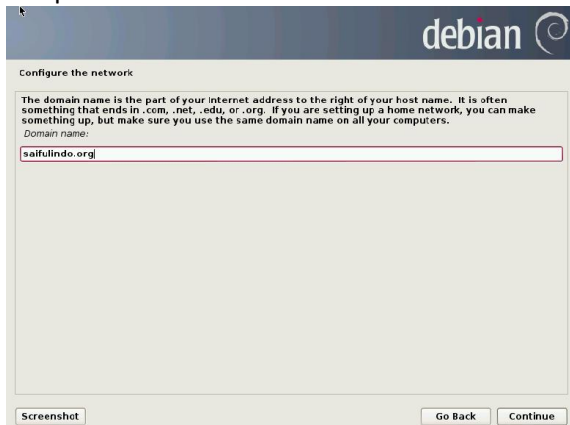 debian
Configure the network
The domain name is the part of your Internet address to the right of your host name. It is often
something that ends in .com, .net, .edu, or .org. If you are setting up a home network, you can make
something up, but make sure you use the same domain name on all your computers.
Domain name:
saifulindo.org
Screenshot
Go Back
Continue